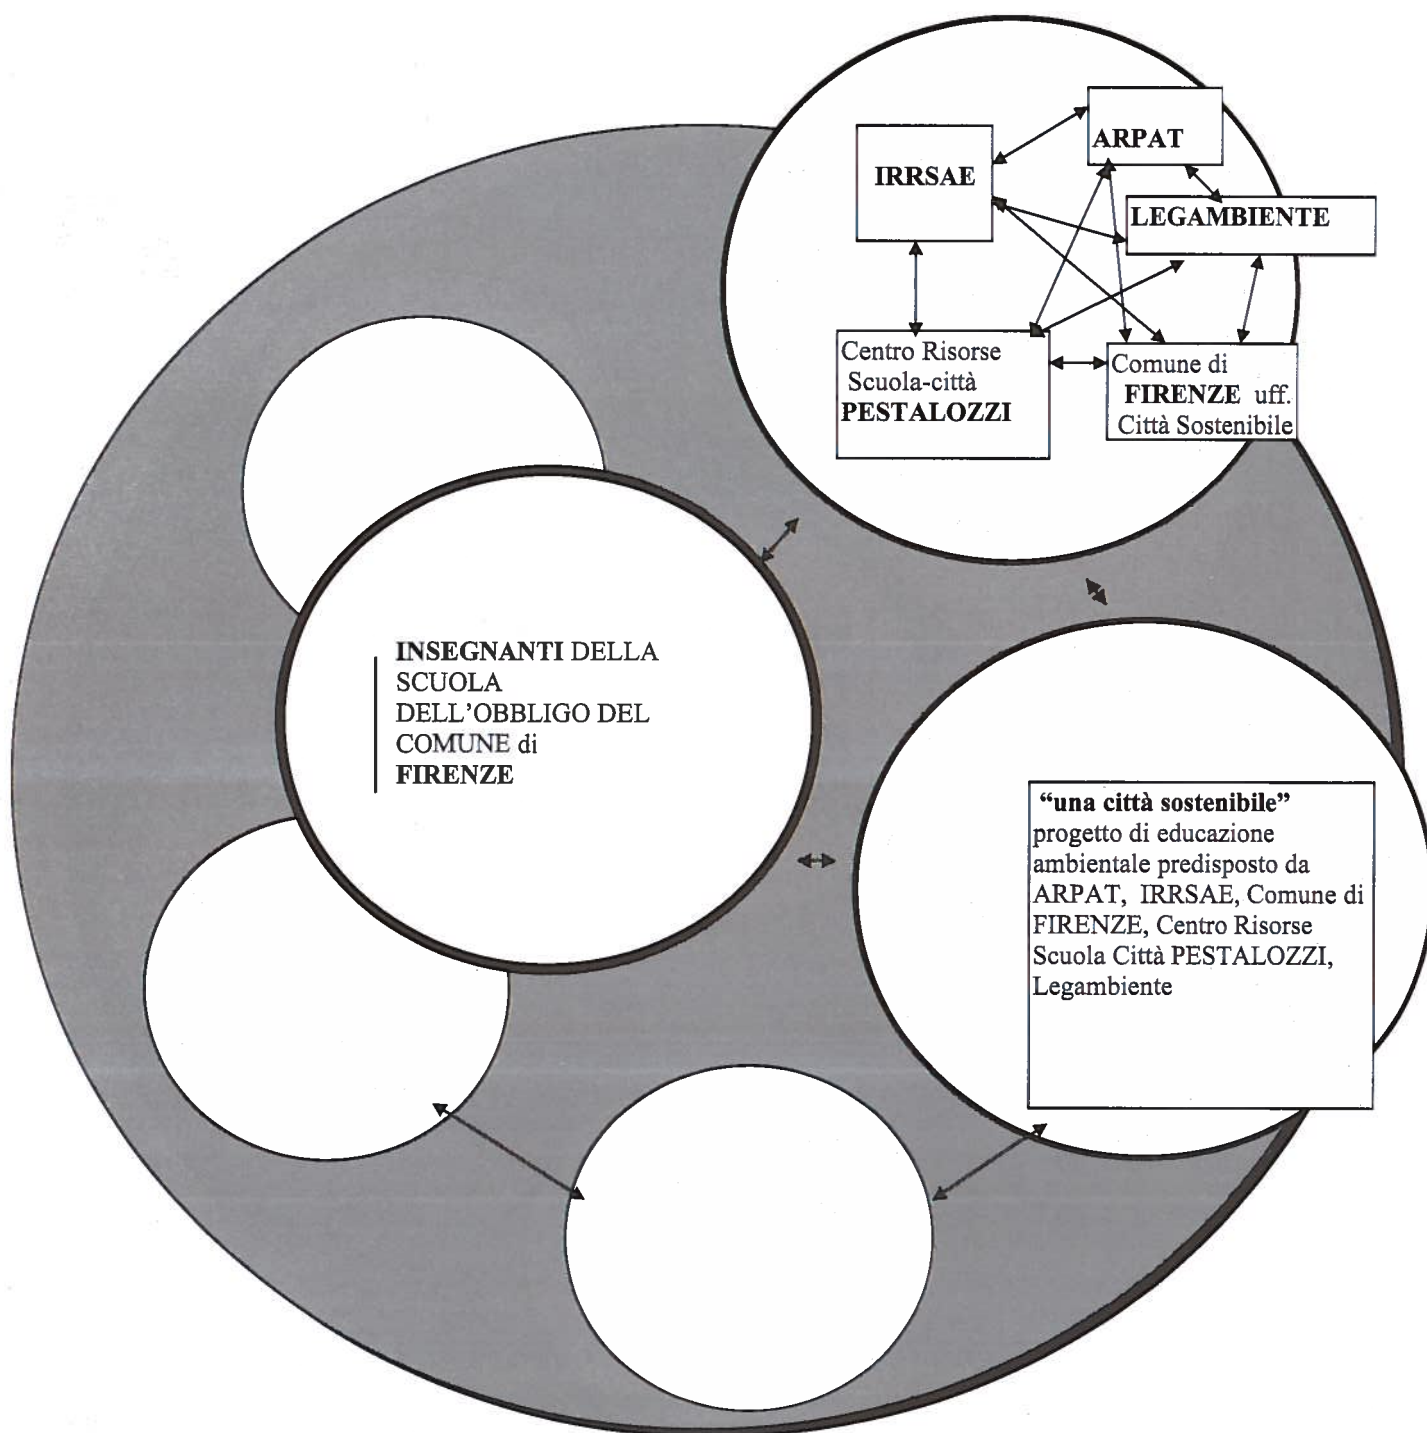 ARPAT
IRRSAE
LEGAMBIENTE
Centro Risorse
Scuola-città
PESTALOZZI
Comune di
FIRENZE uff.
Città Sostenibile
INSEGNANTI DELLA
SCUOLA
DELL’OBBLIGO DEL
COMUNE di
FIRENZE
“una città sostenibile”
progetto di educazione
ambientale predisposto da
ARPAT, IRRSAE, Comune di
FIRENZE, Centro Risorse
Scuola Città PESTALOZZI,
Legambiente